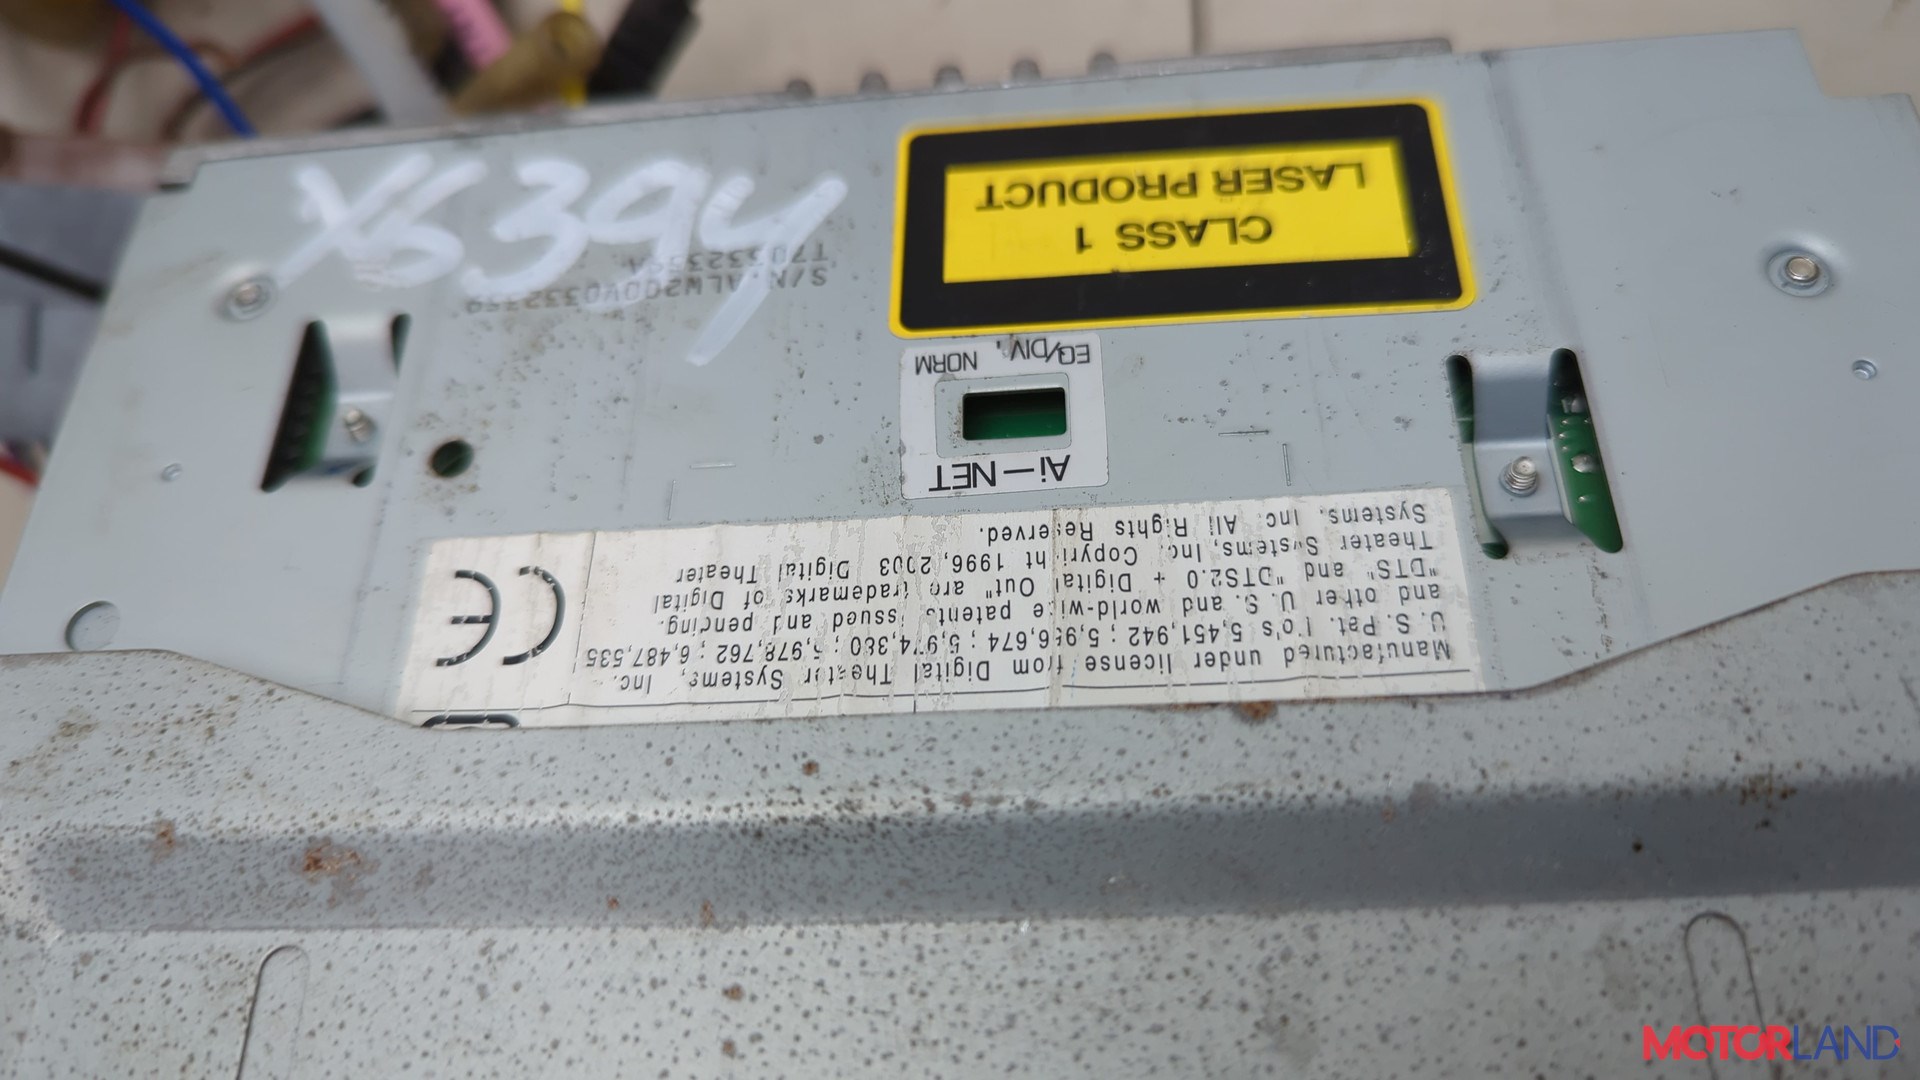 X6394
CLASS 1
LASER PRODUCT
S/N.ALW200V0332339
EQ/DIV. NORM
Ai-NET
Manufactured under license from Digital Theater Systems, Inc.
U.S. Pat. No's 5,451,942 ; 5,956,674 ; 5,974,380 ; 5,978,762 ; 6,487,535
and other U.S. and world-wide patents issued and pending.
"DTS" and "DTS2.0 + Digital Out" are trademarks of Digital
Theater Systems, Inc. Copyright 1996,2003 Digital Theater
Systems, Inc. All Rights Reserved.
CE
MOTORLAND